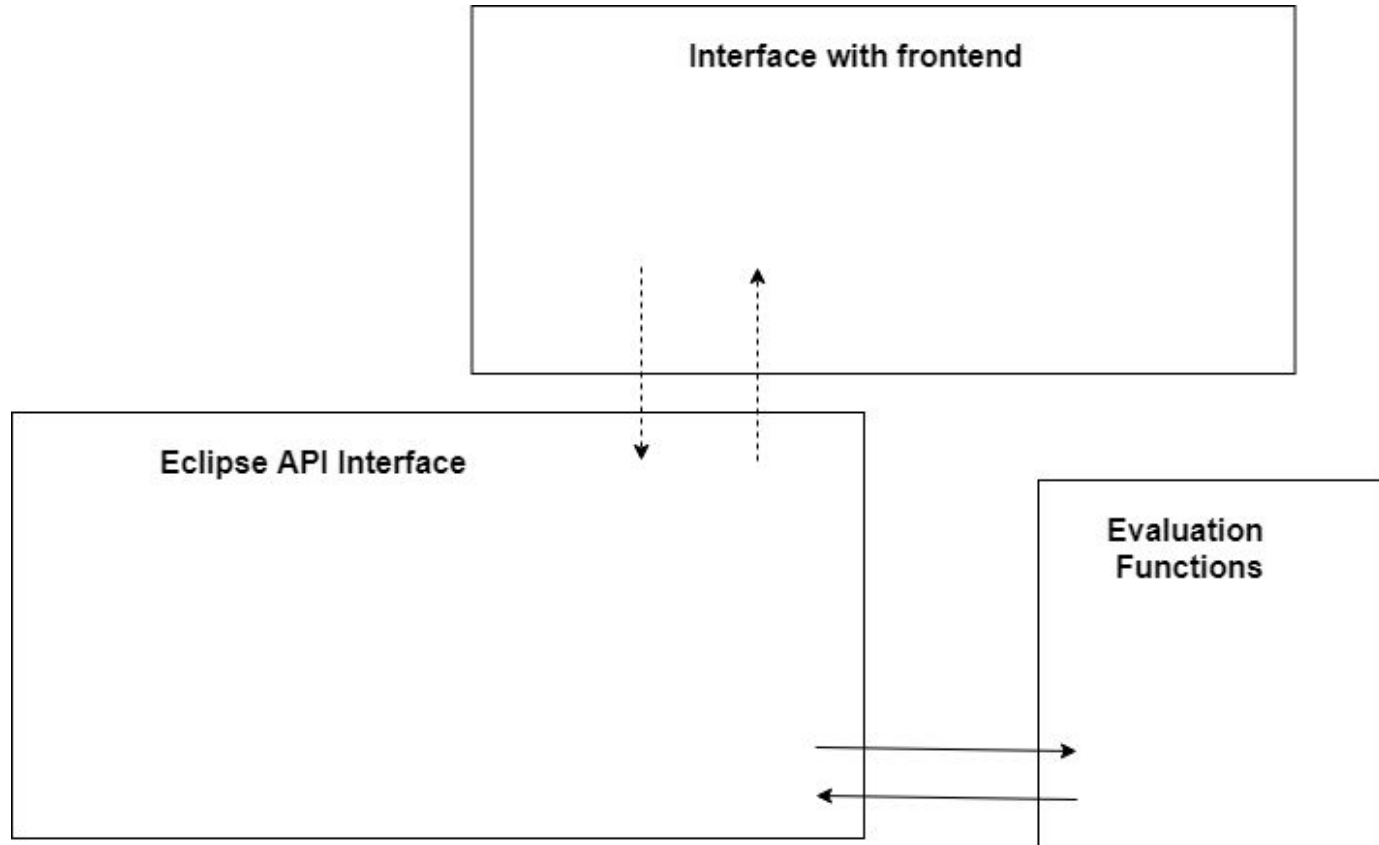 Interface with frontend
Eclipse API Interface
Evaluation
Functions